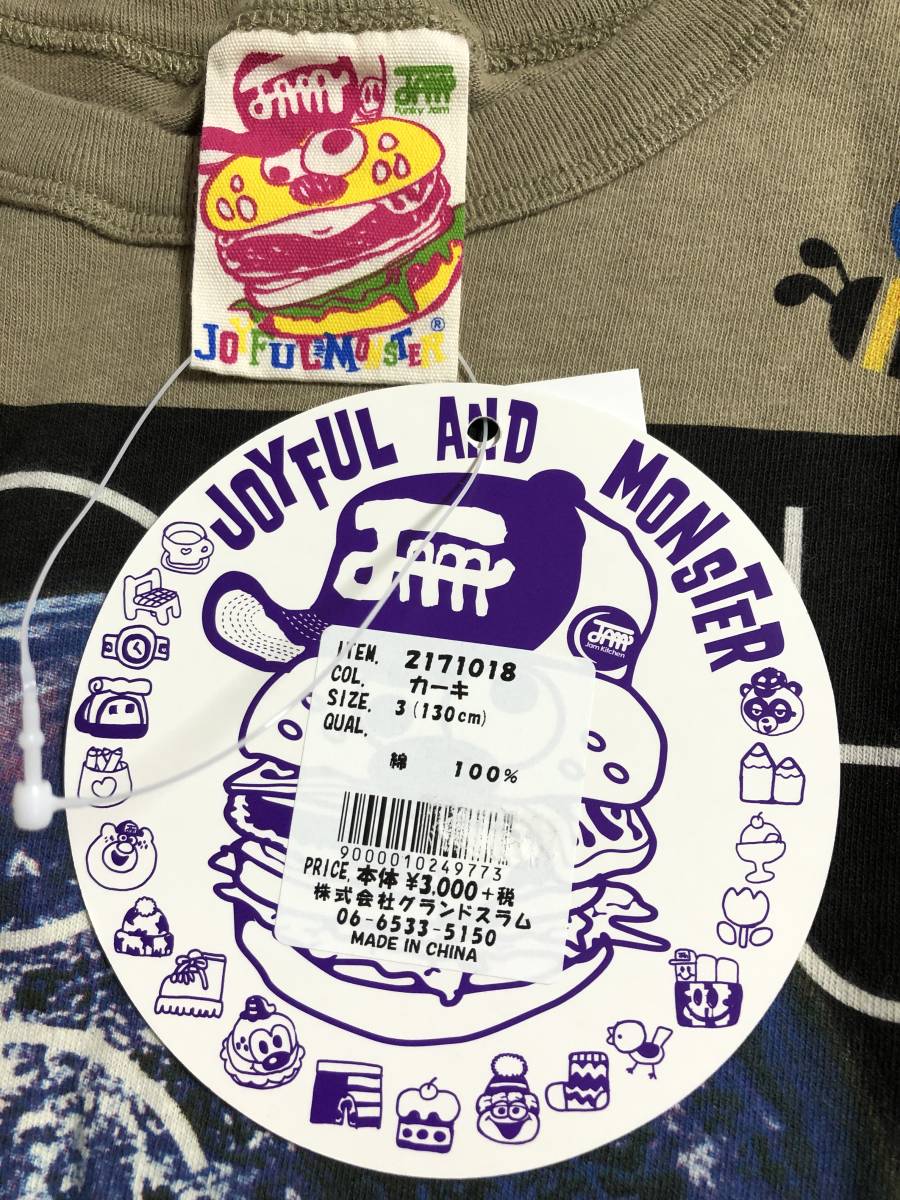 JAM
JAM
Funky Jam
JOYFUL AND MONSTER ®
JOYFUL AND MONSTER
JAM
JAM
Jam Kitchen
ITEM. 2171018
COL. カーキ
SIZE. 3 (130cm)
QUAL.
綿 100%
9000010249773
PRICE. 本体 ¥3,000+税
株式会社グランドスラム
06-6533-5150
MADE IN CHINA